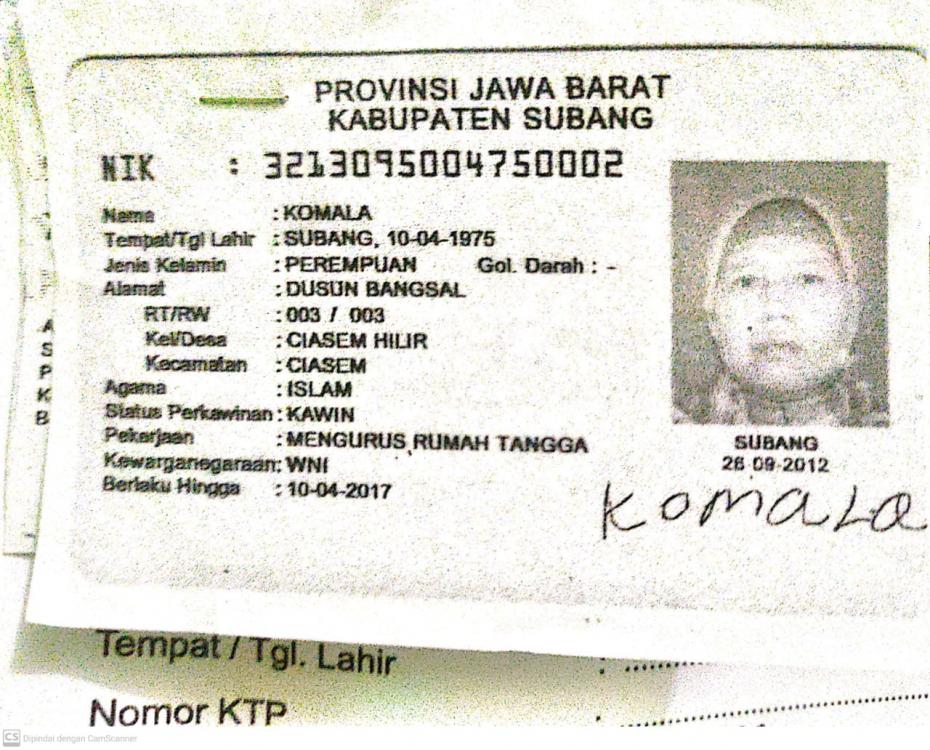 PROVINSI JAWA BARAT
KABUPATEN SUBANG
NIK : 3213095004750002
Nama : KOMALA
Tempat/Tgl Lahir : SUBANG, 10-04-1975
Jenis Kelamin : PEREMPUAN Gol. Darah : -
Alamat : DUSUN BANGSAL
RT/RW : 003 / 003
Kel/Desa : CIASEM HILIR
Kecamatan : CIASEM
Agama : ISLAM
Status Perkawinan : KAWIN
Pekerjaan : MENGURUS RUMAH TANGGA
Kewarganegaraan: WNI
Berlaku Hingga : 10-04-2017
SUBANG
26-09-2012
Komala
A
S
P
K
B
Tempat / Tgl. Lahir : ..........
Nomor KTP : ..........
CS Dipindai dengan CamScanner